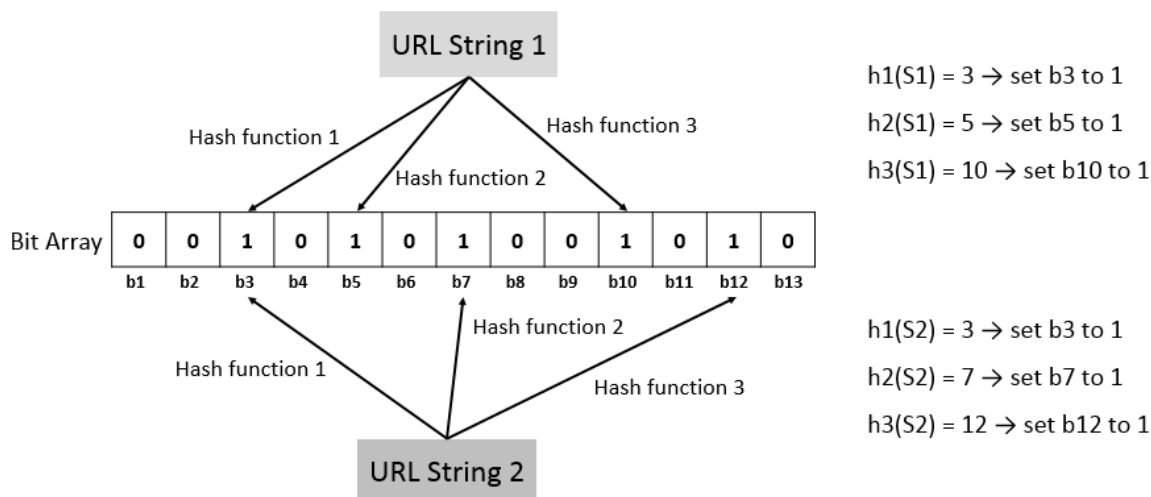 URL String 1
h1(S1) = 3 → set b3 to 1
h2(S1) = 5 → set b5 to 1
h3(S1) = 10 → set b10 to 1
Hash function 1
Hash function 2
Hash function 3
Bit Array 0 0 1 0 1 0 1 0 0 1 0 1 0
b1 b2 b3 b4 b5 b6 b7 b8 b9 b10 b11 b12 b13
Hash function 1
Hash function 2
Hash function 3
h1(S2) = 3 → set b3 to 1
h2(S2) = 7 → set b7 to 1
h3(S2) = 12 → set b12 to 1
URL String 2